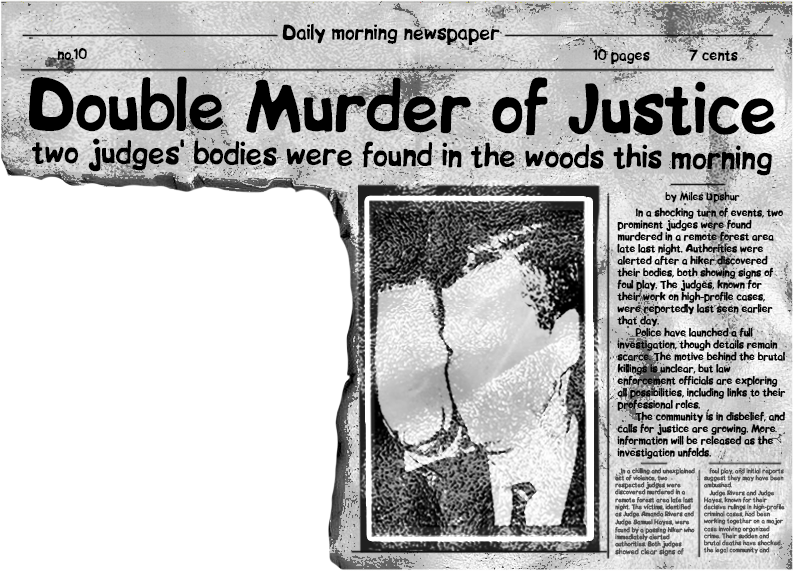 Daily morning newspaper
no.10 10 pages 7 cents
Double Murder of Justice
two judges' bodies were found in the woods this morning
by Miles Upshur
In a shocking turn of events, two
prominent judges were found
murdered in a remote forest area
late last night. Authorities were
alerted after a hiker discovered
their bodies, both showing signs of
foul play. The judges, known for
their work on high-profile cases,
were reportedly last seen earlier
that day.
Police have launched a full
investigation, though details remain
scarce. The motive behind the brutal
killings is unclear, but law
enforcement officials are exploring
all possibilities, including links to their
professional roles.
The community is in disbelief, and
calls for justice are growing. More
information will be released as the
investigation unfolds.
In a chilling and unexplained
act of violence, two
respected judges were
discovered murdered in a
remote forest area late last
night. The victims, identified
as Judge Amanda Rivers and
Judge Samuel Hayes, were
found by a passing hiker who
immediately alerted
authorities. Both judges
showed clear signs of
foul play, and initial reports
suggest they may have been
ambushed.
Judge Rivers and Judge
Hayes, known for their
decisive rulings in high-profile
criminal cases, had been
working together on a major
case involving organized
crime. Their sudden and
brutal deaths have shocked
the legal community and